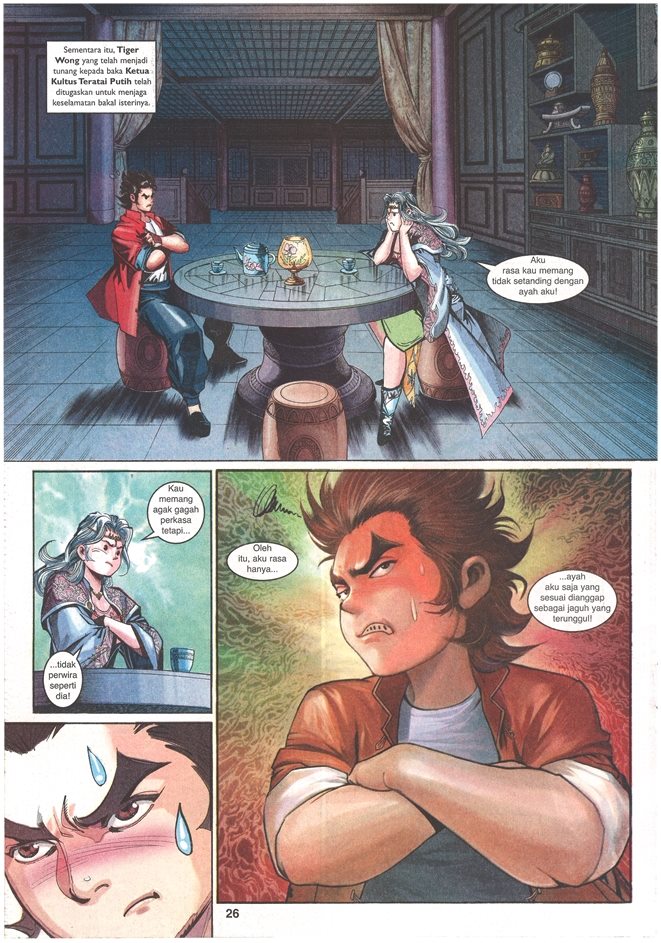 Sementara itu, Tiger
Wong yang telah menjadi
tunang kepada baka Ketua
Kultus Teratai Putih telah
ditugaskan untuk menjaga
keselamatan bakal isterinya.
Aku
rasa kau memang
tidak setanding dengan
ayah aku!
Kau
memang
agak gagah
perkasa
tetapi...
...tidak
perwira
seperti
dia!
Oleh
itu, aku rasa
hanya...
...ayah
aku saja yang
sesuai dianggap
sebagai jaguh yang
terunggul!
26